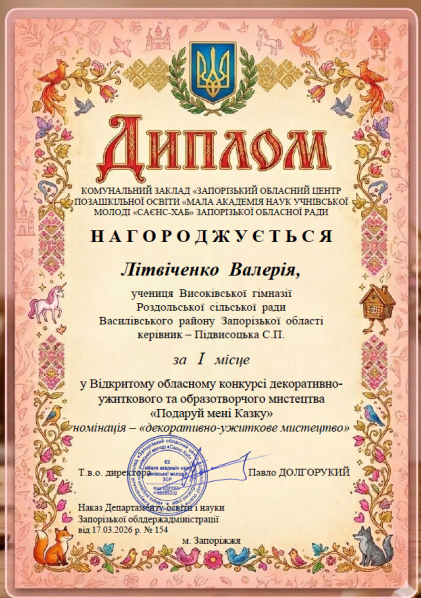 ДИПЛОМ
КОМУНАЛЬНИЙ ЗАКЛАД «ЗАПОРІЗЬКИЙ ОБЛАСНИЙ ЦЕНТР
ПОЗАШКІЛЬНОЇ ОСВІТИ «МАЛА АКАДЕМІЯ НАУК УЧНІВСЬКОЇ
МОЛОДІ «САЄНС-ХАБ» ЗАПОРІЗЬКОЇ ОБЛАСНОЇ РАДИ
НАГОРОДЖУЄТЬСЯ
Літвіченко Валерія,
учениця Високівської гімназії
Роздольської сільської ради
Василівського району Запорізької області
керівник – Підвисоцька С.П.
за І місце
у Відкритому обласному конкурсі декоративно-
ужиткового та образотворчого мистецтва
«Подаруй мені Казку»
номінація – «декоративно-ужиткове мистецтво»
Т.в.о. директора Павло ДОЛГОРУКИЙ
Наказ Департаменту освіти і науки
Запорізької облдержадміністрації
від 17.03.2026 р. № 154
м. Запоріжжя